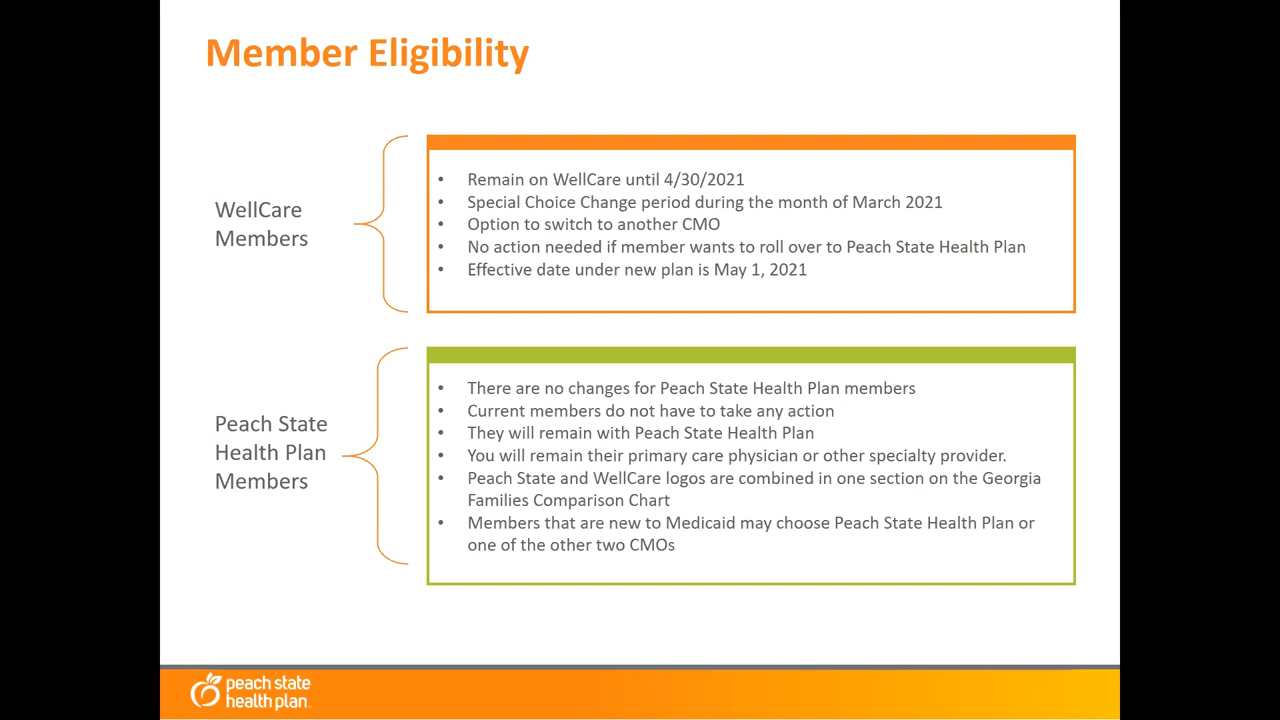 Member Eligibility
WellCare
Members
• Remain on WellCare until 4/30/2021
• Special Choice Change period during the month of March 2021
• Option to switch to another CMO
• No action needed if member wants to roll over to Peach State Health Plan
• Effective date under new plan is May 1, 2021
Peach State
Health Plan
Members
• There are no changes for Peach State Health Plan members
• Current members do not have to take any action
• They will remain with Peach State Health Plan
• You will remain their primary care physician or other specialty provider.
• Peach State and WellCare logos are combined in one section on the Georgia
Families Comparison Chart
• Members that are new to Medicaid may choose Peach State Health Plan or
one of the other two CMOs
peach state
health plan